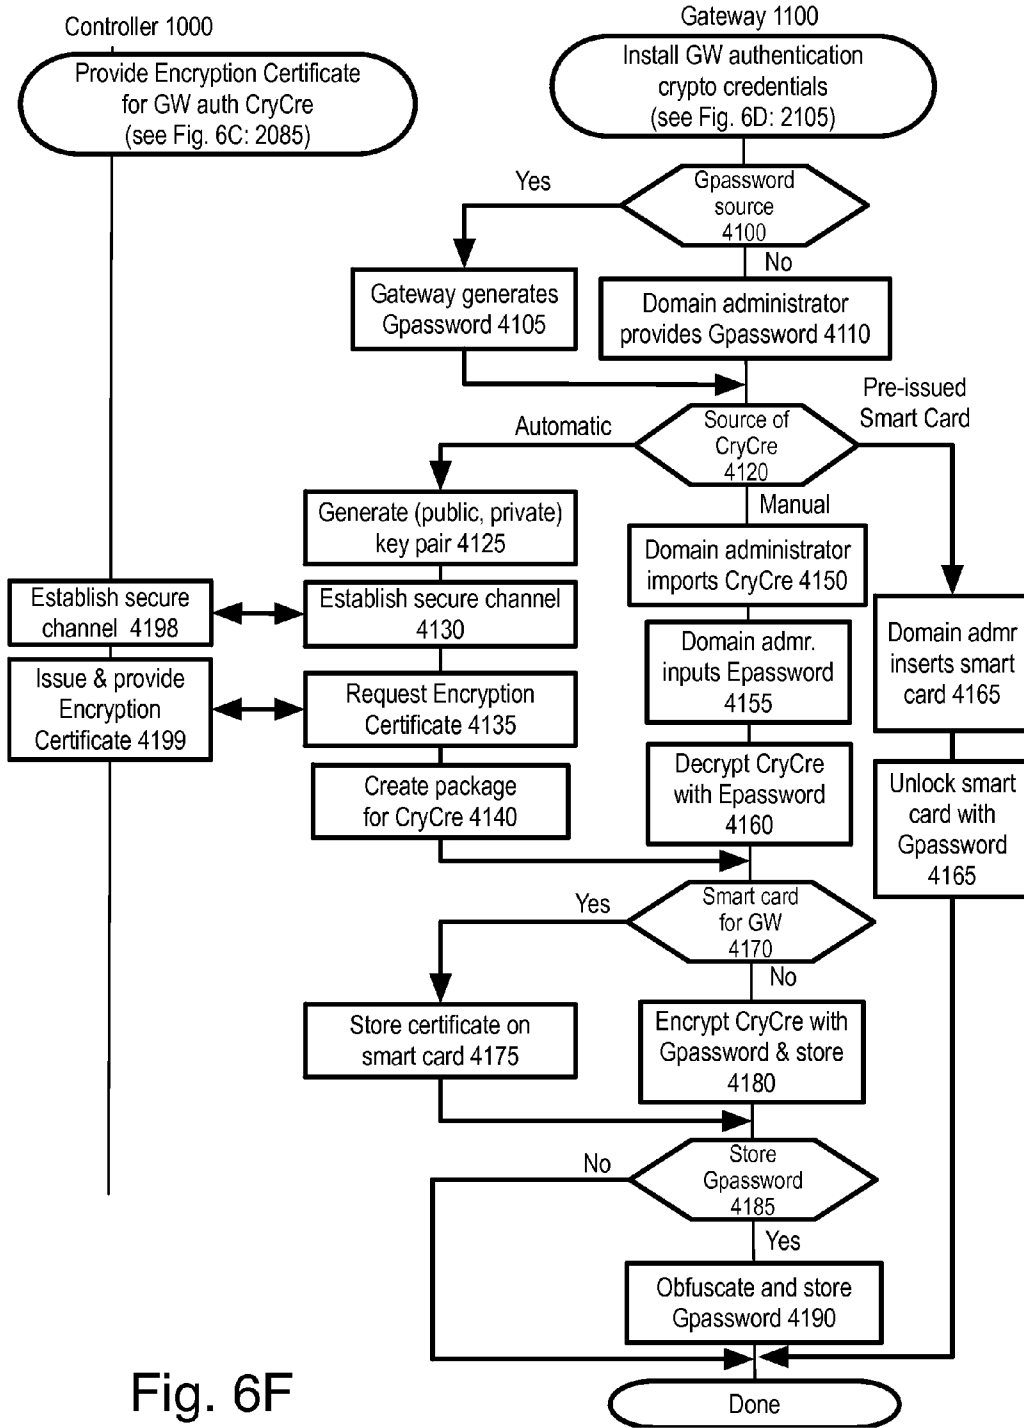 Controller 1000
Gateway 1100
Provide Encryption Certificate
for GW auth CryCre
(see Fig. 6C: 2085)
Install GW authentication
crypto credentials
(see Fig. 6D: 2105)
Yes
Gpassword
source
4100
No
Gateway generates
Gpassword 4105
Domain administrator
provides Gpassword 4110
Pre-issued
Smart Card
Automatic
Source of
CryCre
4120
Manual
Generate (public, private)
key pair 4125
Domain administrator
imports CryCre 4150
Establish secure
channel 4198
Establish secure channel
4130
Domain admr.
inputs Epassword
4155
Domain admr
inserts smart
card 4165
Issue & provide
Encryption
Certificate 4199
Request Encryption
Certificate 4135
Create package
for CryCre 4140
Decrypt CryCre
with Epassword
4160
Unlock smart
card with
Gpassword
4165
Yes
Smart card
for GW
4170
No
Store certificate on
smart card 4175
Encrypt CryCre with
Gpassword & store
4180
No
Store
Gpassword
4185
Yes
Obfuscate and store
Gpassword 4190
Done
Fig. 6F